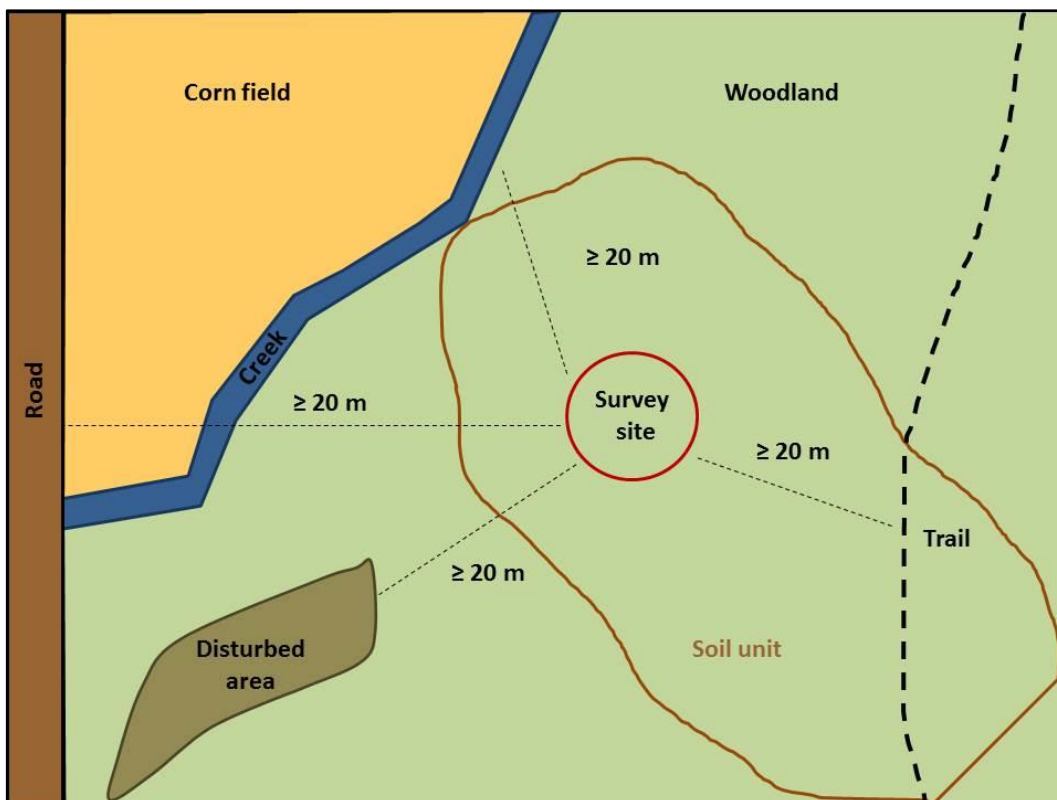 Corn field
Woodland
≥ 20 m
Creek
≥ 20 m
Road
Survey
site
≥ 20 m
Trail
≥ 20 m
Disturbed
area
Soil unit